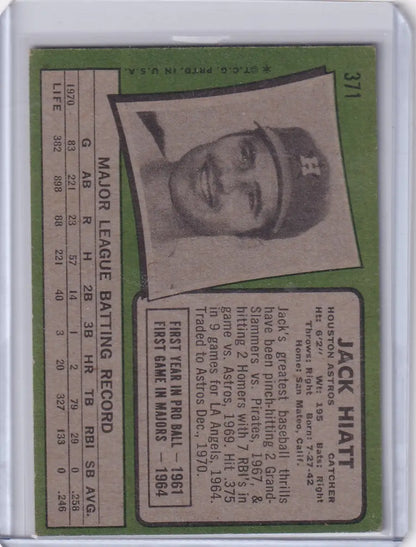 371
*©T.C.G. PRTD. IN U.S.A.
H
JACK HIATT
HOUSTON ASTROS CATCHER
Ht: 6'2" Wt: 195 Bats: Right
Throws: Right Born: 7-27-42
Home: San Mateo, Calif.
Jack's greatest baseball thrills
have been pinch-hitting 2 Grand-
Slammers vs. Pirates, 1967 &
hitting 2 Homers with 7 RBI's in
game vs. Astros, 1969. Hit .375
in 9 games for LA Angels, 1964.
Traded to Astros Dec., 1970.
FIRST YEAR IN PRO BALL — 1961
FIRST GAME IN MAJORS — 1964
MAJOR LEAGUE BATTING RECORD
G AB R H 2B 3B HR TB RBI SB AVG.
1970 83 221 23 57 14 1 2 79 29 0 .258
LIFE 362 898 88 221 40 3 20 327 133 0 .246